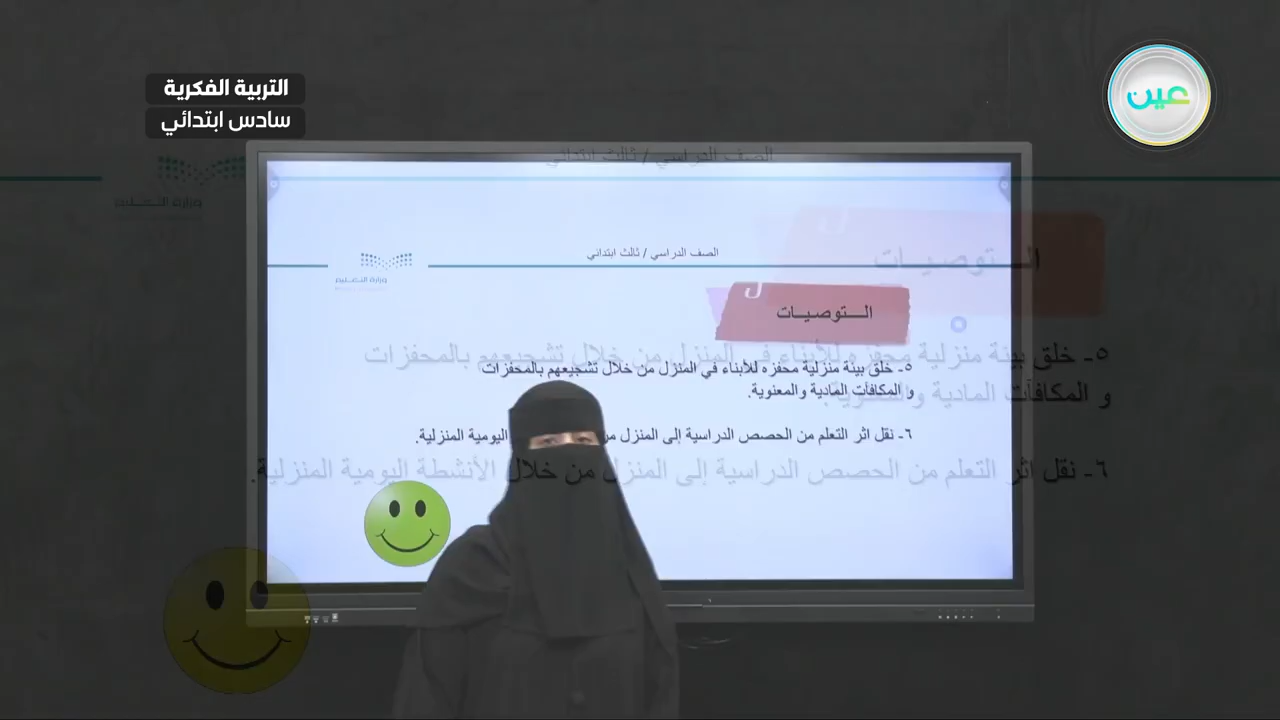 التربية الفكرية
سادس ابتدائي
عين
الصف الدراسي / ثالث ابتدائي
وزارة التعليم
التوصيات
٥- خلق بيئة منزلية محفزه للأبناء في المنزل من خلال تشجيعهم بالمحفزات
و المكافآت المادية والمعنوية.
٦- نقل اثر التعلم من الحصص الدراسية إلى المنزل من خلال الأنشطة اليومية المنزلية.